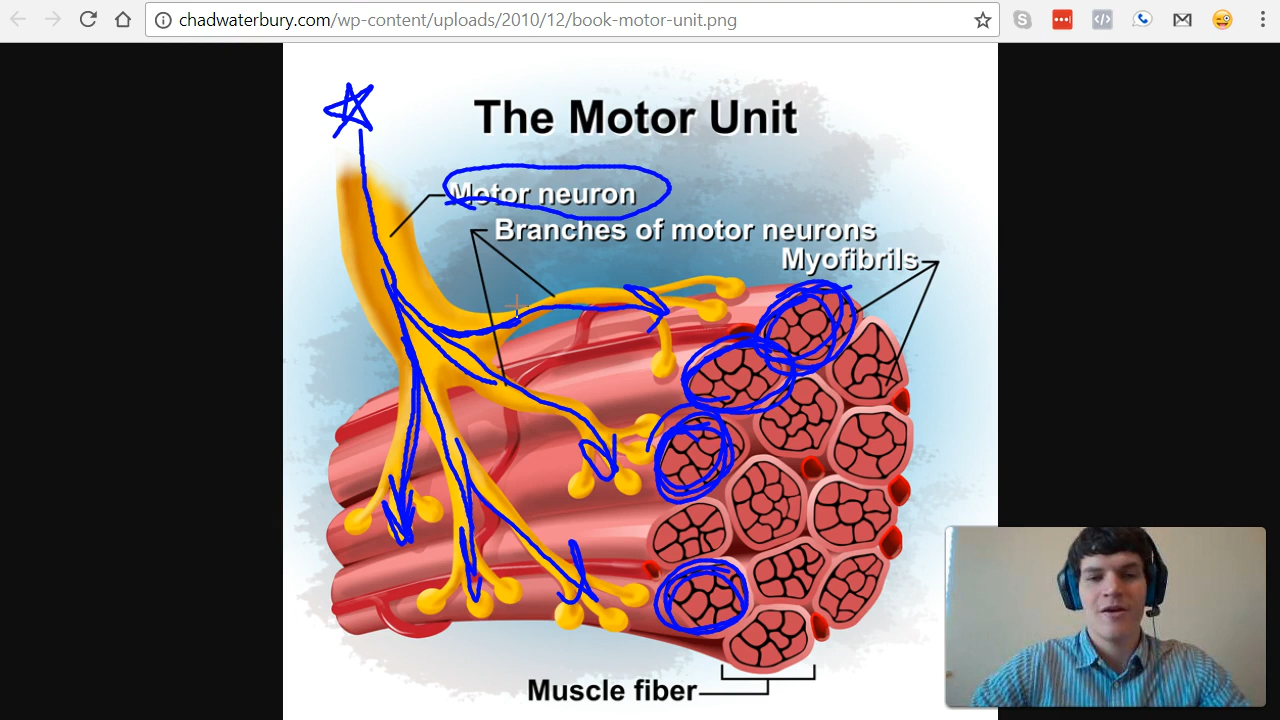 chadwaterbury.com/wp-content/uploads/2010/12/book-motor-unit.png
The Motor Unit
Motor neuron
Branches of motor neurons
Myofibrils
Muscle fiber